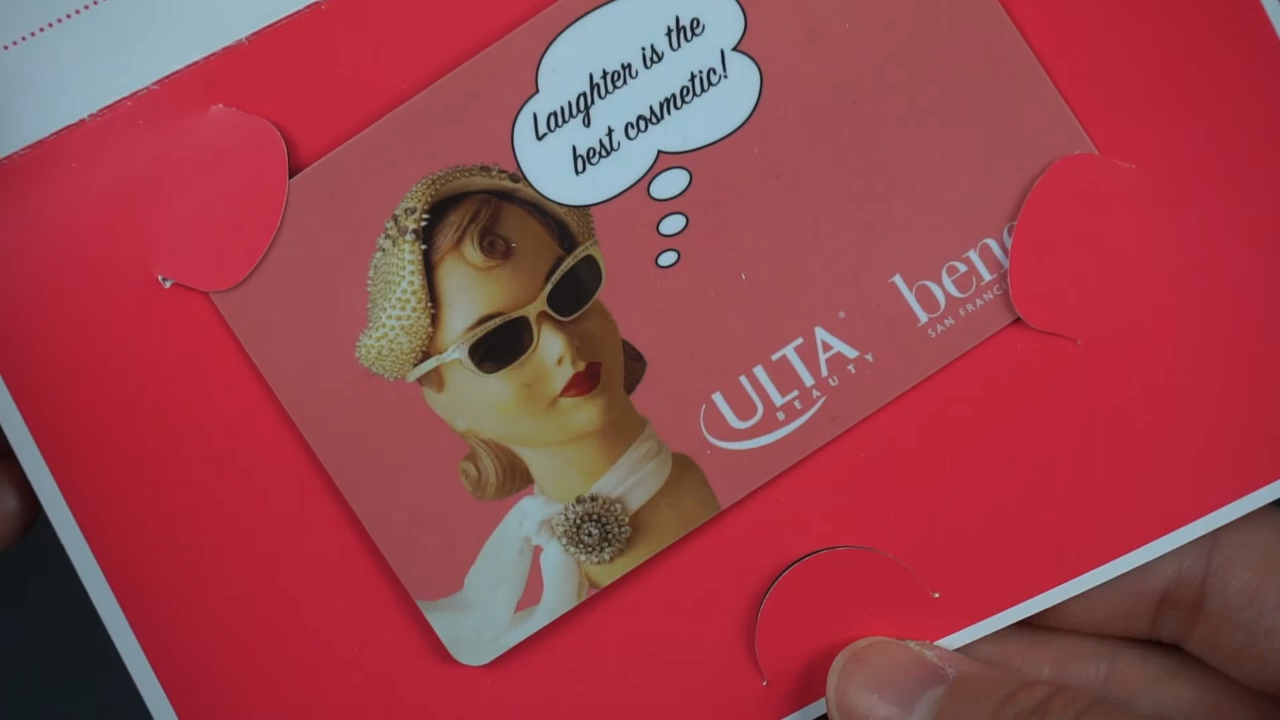 Laughter is the
best cosmetic!
ULTA
BEAUTY
bene
SAN FRANCI